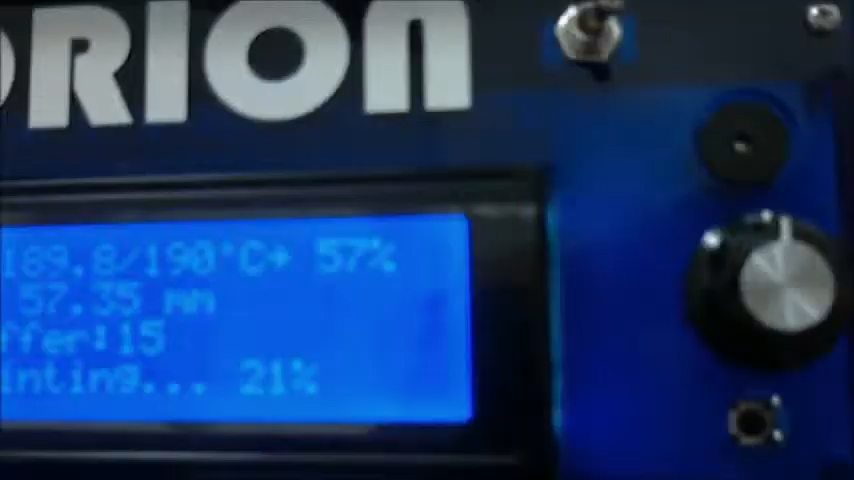 ORION
189.8/190°C→ 57%
57.35 mm
ffer:15
inting... 21%